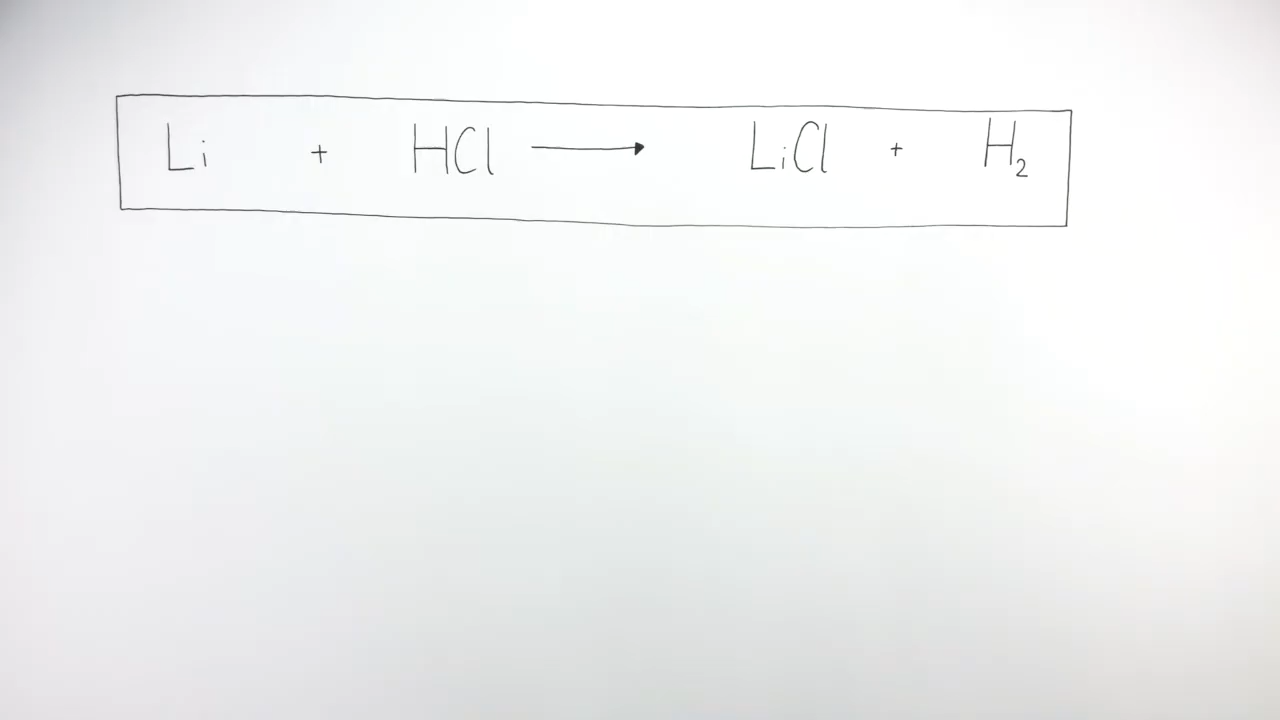 Li + HCl → LiCl + H₂